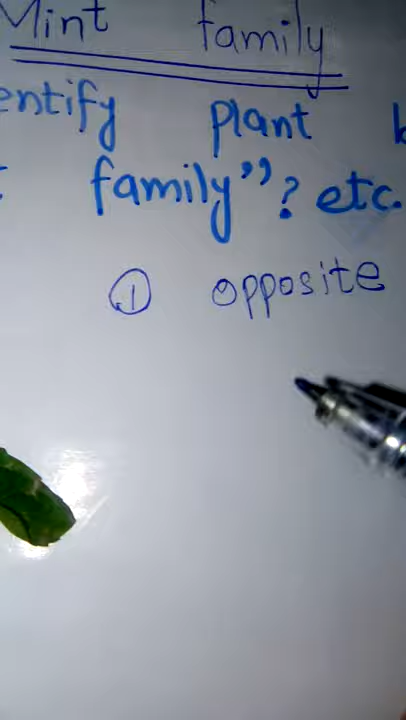 Mint family
entify plant
family"? etc.
① opposite